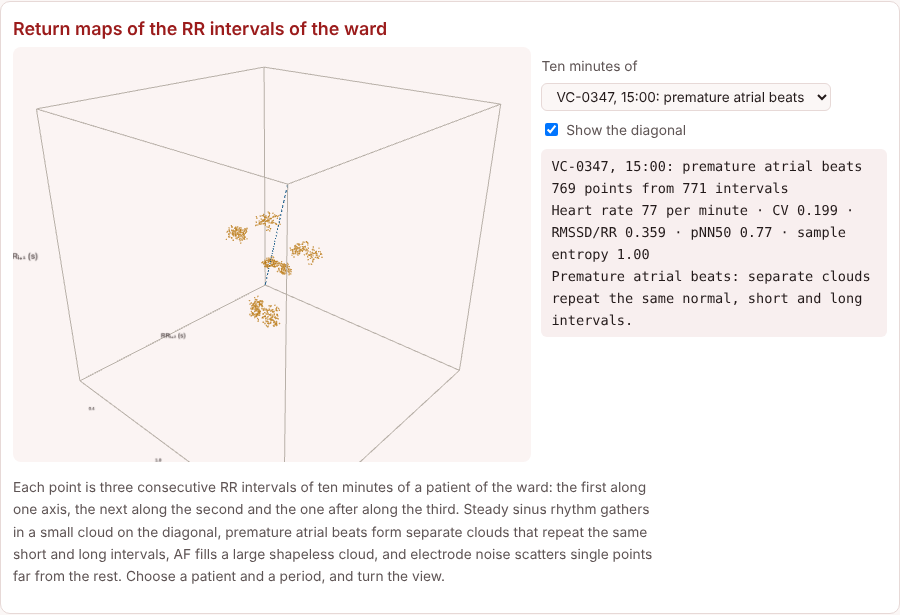 Return maps of the RR intervals of the ward
Ten minutes of
VC-0347, 15:00: premature atrial beats
Show the diagonal
VC-0347, 15:00: premature atrial beats
769 points from 771 intervals
Heart rate 77 per minute · CV 0.199 ·
RMSSD/RR 0.359 · pNN50 0.77 · sample
entropy 1.00
Premature atrial beats: separate clouds
repeat the same normal, short and long
intervals.
(s)
(s)
Each point is three consecutive RR intervals of ten minutes of a patient of the ward: the first along
one axis, the next along the second and the one after along the third. Steady sinus rhythm gathers
in a small cloud on the diagonal, premature atrial beats form separate clouds that repeat the same
short and long intervals, AF fills a large shapeless cloud, and electrode noise scatters single points
far from the rest. Choose a patient and a period, and turn the view.